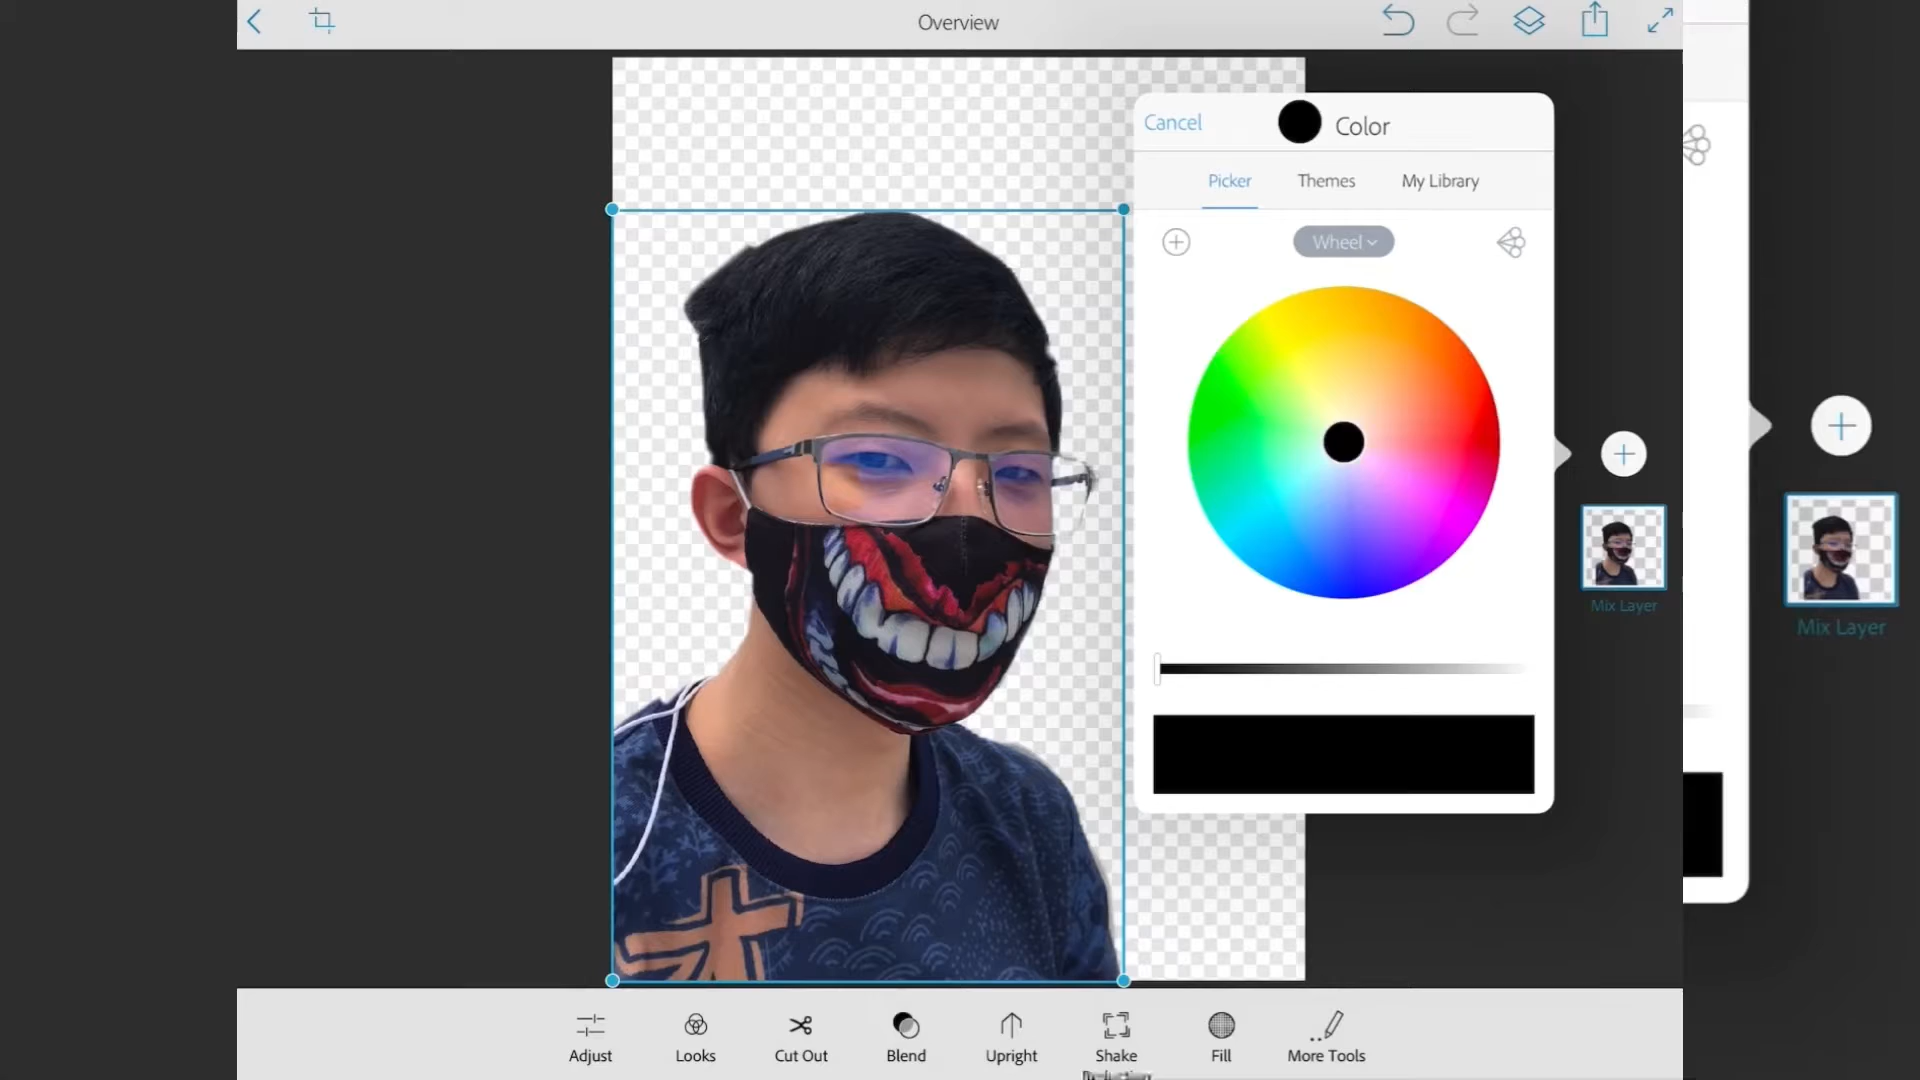 Overview
Cancel
Color
Picker
Themes
My Library
Wheel
Mix Layer
Mix Layer
Adjust
Looks
Cut Out
Blend
Upright
Shake
Fill
More Tools